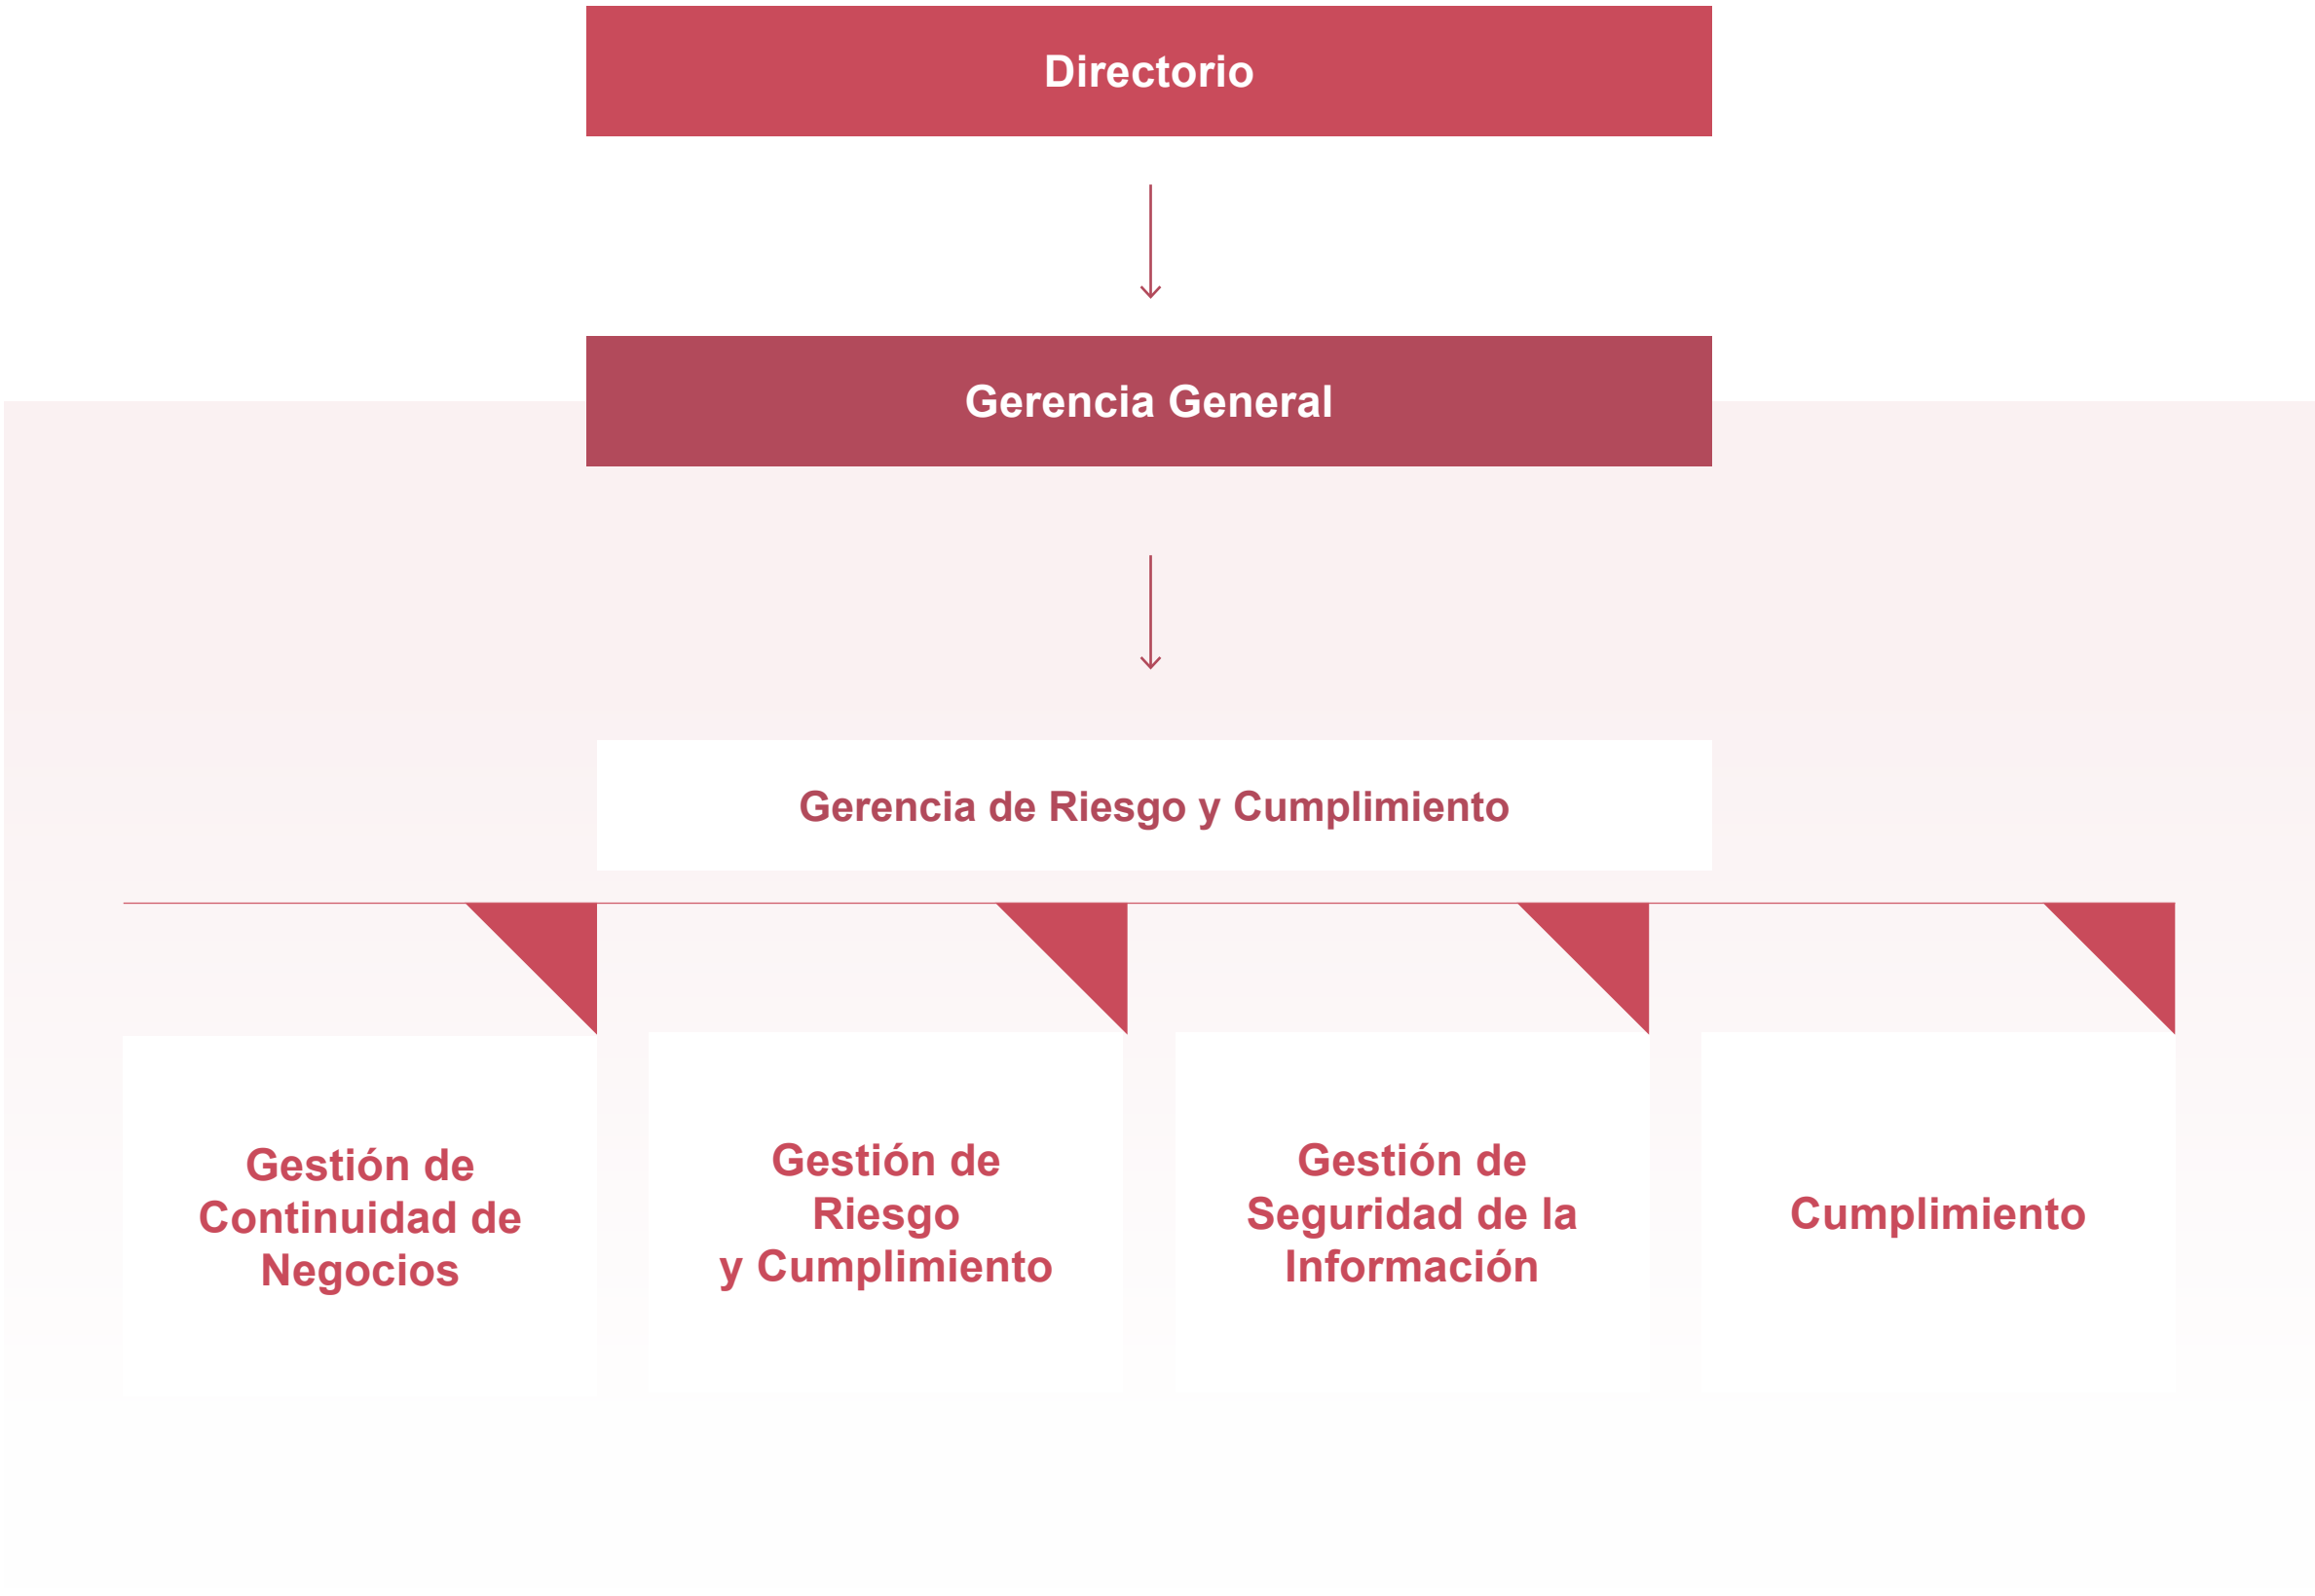 Directorio
Gerencia General
Gerencia de Riesgo y Cumplimiento
Gestión de
Continuidad de
Negocios
Gestión de
Riesgo
y Cumplimiento
Gestión de
Seguridad de la
Información
Cumplimiento